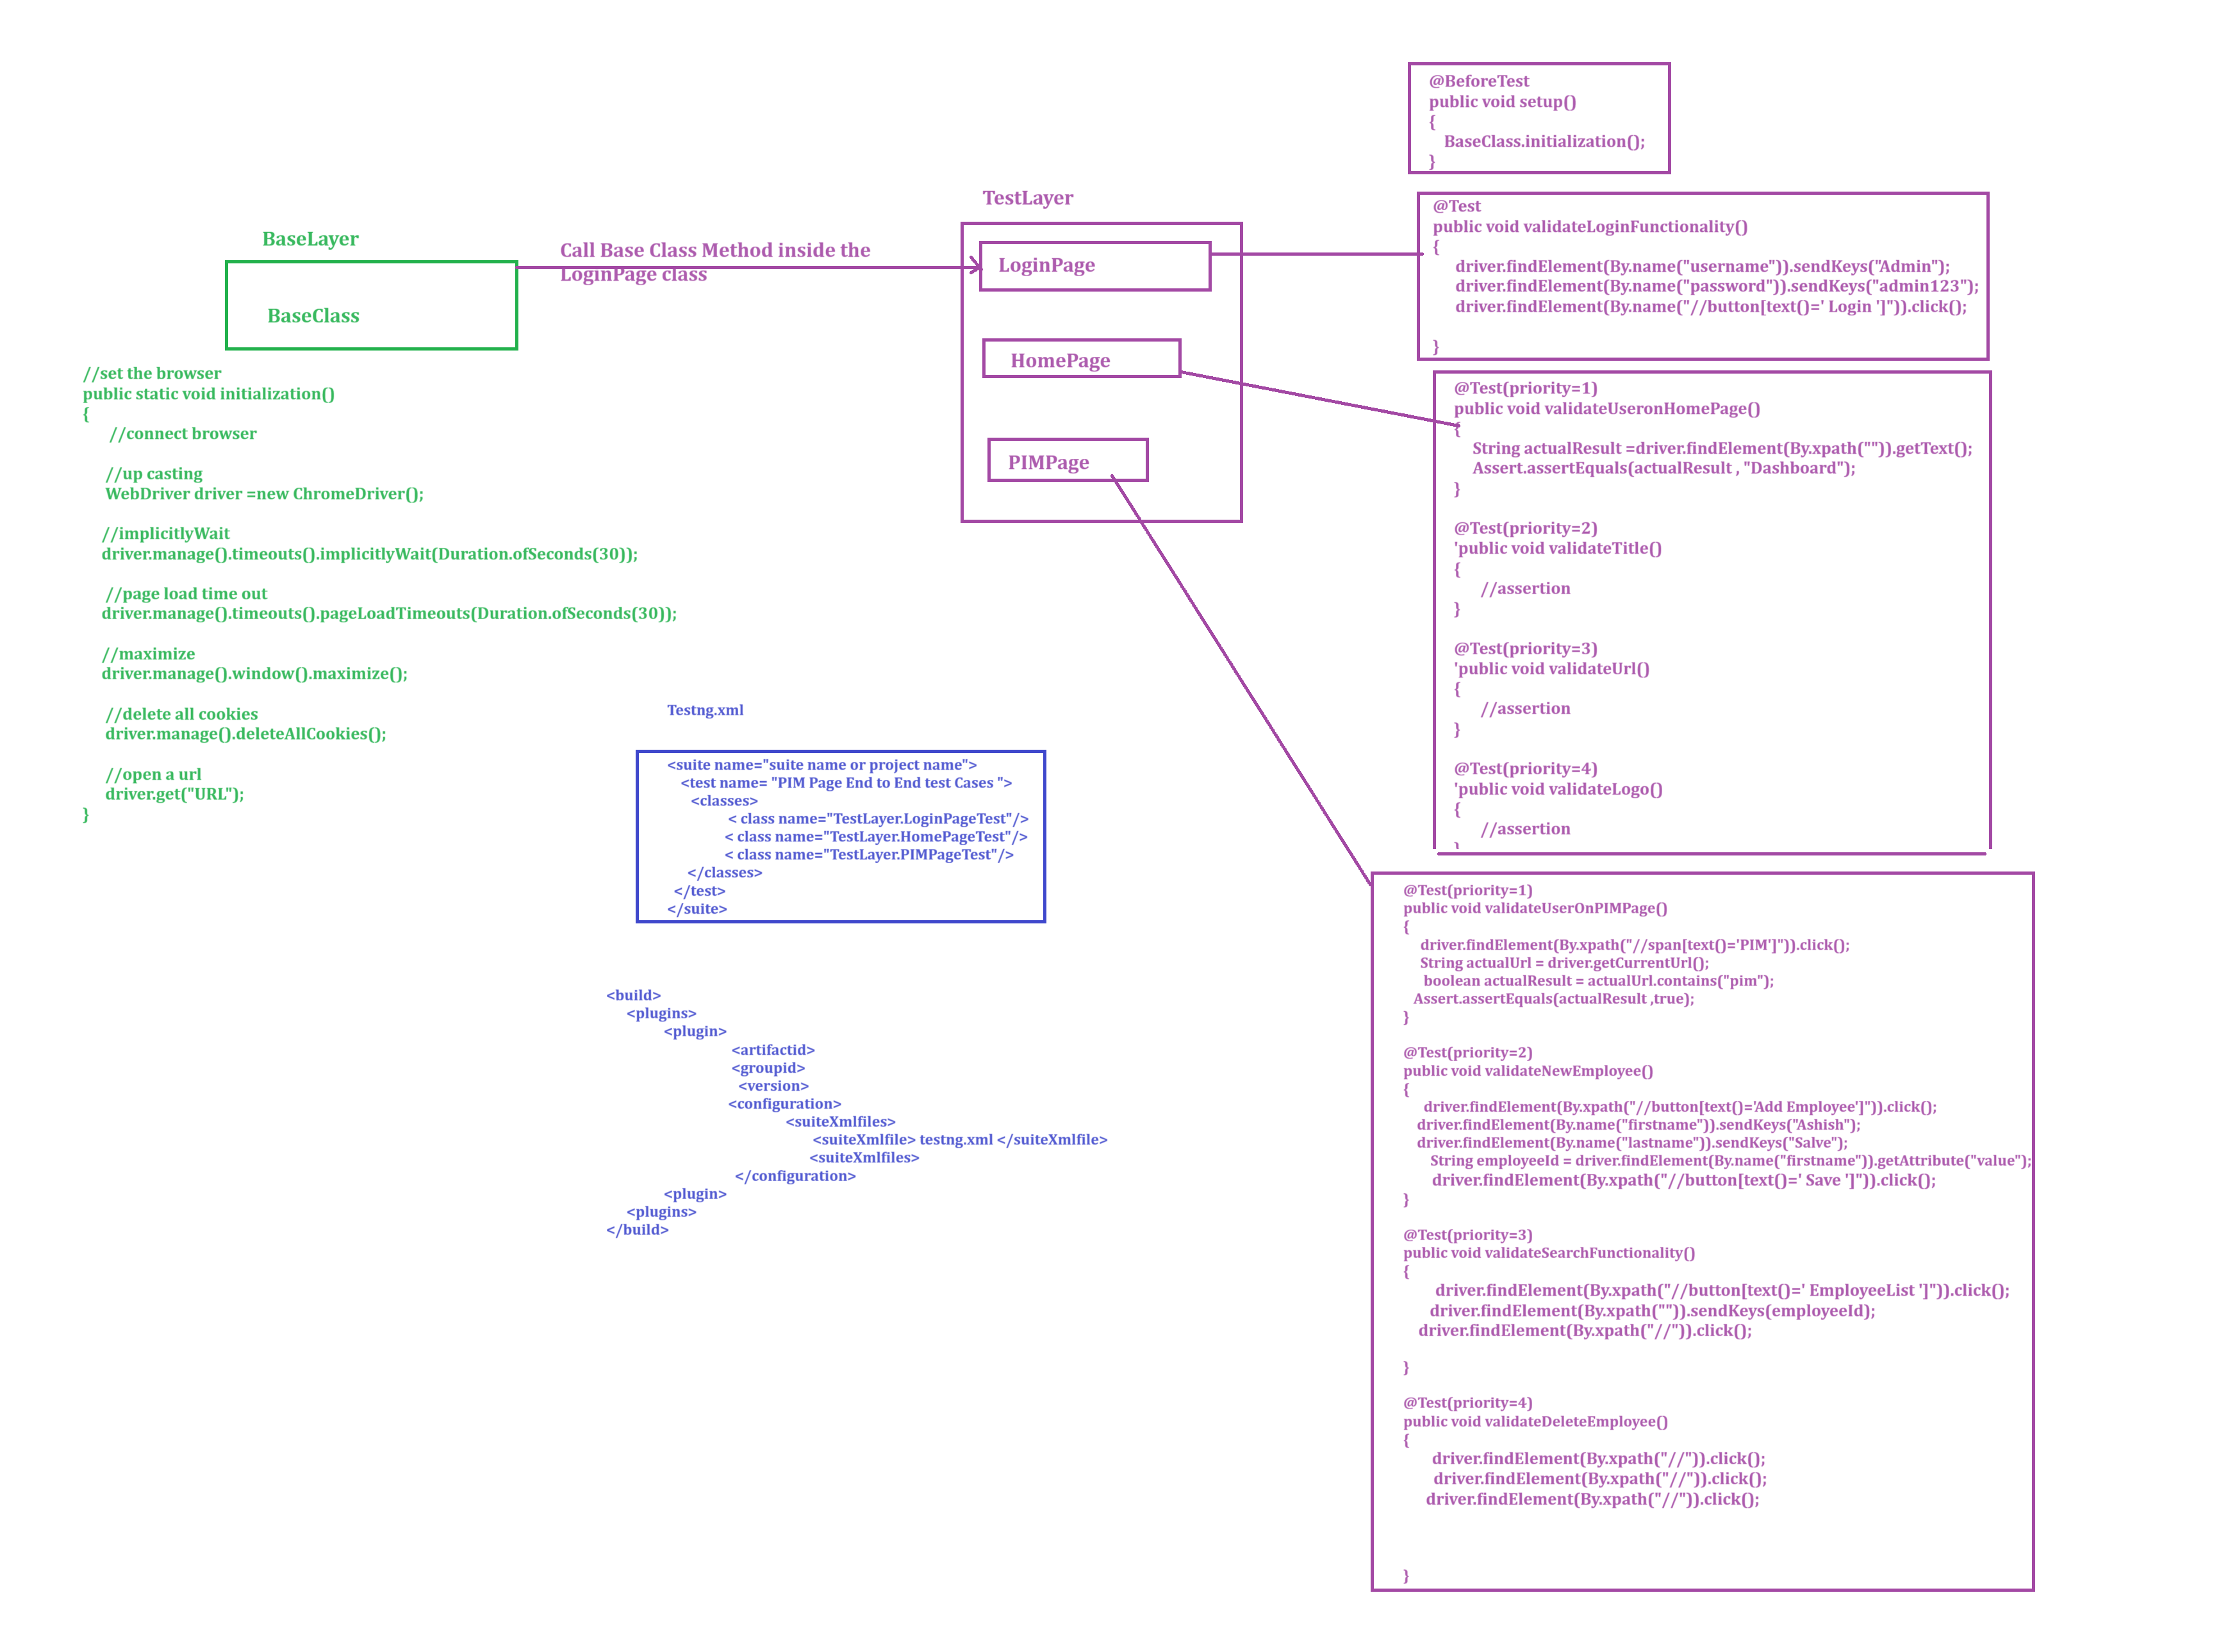 BaseLayer
BaseClass
//set the browser
public static void initialization()
{
//connect browser
//up casting
WebDriver driver =new ChromeDriver();
//implicitlyWait
driver.manage().timeouts().implicitlyWait(Duration.ofSeconds(30));
//page load time out
driver.manage().timeouts().pageLoadTimeouts(Duration.ofSeconds(30));
//maximize
driver.manage().window().maximize();
//delete all cookies
driver.manage().deleteAllCookies();
//open a url
driver.get("URL");
}
Call Base Class Method inside the
LoginPage class
TestLayer
LoginPage
HomePage
PIMPage
@BeforeTest
public void setup()
{
BaseClass.initialization();
}
@Test
public void validateLoginFunctionality()
{
driver.findElement(By.name("username")).sendKeys("Admin");
driver.findElement(By.name("password")).sendKeys("admin123");
driver.findElement(By.name("//button[text()=' Login ']")).click();
}
@Test(priority=1)
public void validateUseronHomePage()
{
String actualResult =driver.findElement(By.xpath("")).getText();
Assert.assertEquals(actualResult , "Dashboard");
}
@Test(priority=2)
'public void validateTitle()
{
//assertion
}
@Test(priority=3)
'public void validateUrl()
{
//assertion
}
@Test(priority=4)
'public void validateLogo()
{
//assertion
}
@Test(priority=1)
public void validateUserOnPIMPage()
{
driver.findElement(By.xpath("//span[text()='PIM']")).click();
String actualUrl = driver.getCurrentUrl();
boolean actualResult = actualUrl.contains("pim");
Assert.assertEquals(actualResult ,true);
}
@Test(priority=2)
public void validateNewEmployee()
{
driver.findElement(By.xpath("//button[text()='Add Employee']")).click();
driver.findElement(By.name("firstname")).sendKeys("Ashish");
driver.findElement(By.name("lastname")).sendKeys("Salve");
String employeeId = driver.findElement(By.name("firstname")).getAttribute("value");
driver.findElement(By.xpath("//button[text()=' Save ']")).click();
}
@Test(priority=3)
public void validateSearchFunctionality()
{
driver.findElement(By.xpath("//button[text()=' EmployeeList ']")).click();
driver.findElement(By.xpath("")).sendKeys(employeeId);
driver.findElement(By.xpath("//")).click();
}
@Test(priority=4)
public void validateDeleteEmployee()
{
driver.findElement(By.xpath("//")).click();
driver.findElement(By.xpath("//")).click();
driver.findElement(By.xpath("//")).click();
}
Testng.xml
<suite name="suite name or project name">
<test name= "PIM Page End to End test Cases ">
<classes>
< class name="TestLayer.LoginPageTest"/>
< class name="TestLayer.HomePageTest"/>
< class name="TestLayer.PIMPageTest"/>
</classes>
</test>
</suite>
<build>
<plugins>
<plugin>
<artifactid>
<groupid>
<version>
<configuration>
<suiteXmlfiles>
<suiteXmlfile> testng.xml </suiteXmlfile>
<suiteXmlfiles>
</configuration>
<plugin>
<plugins>
</build>